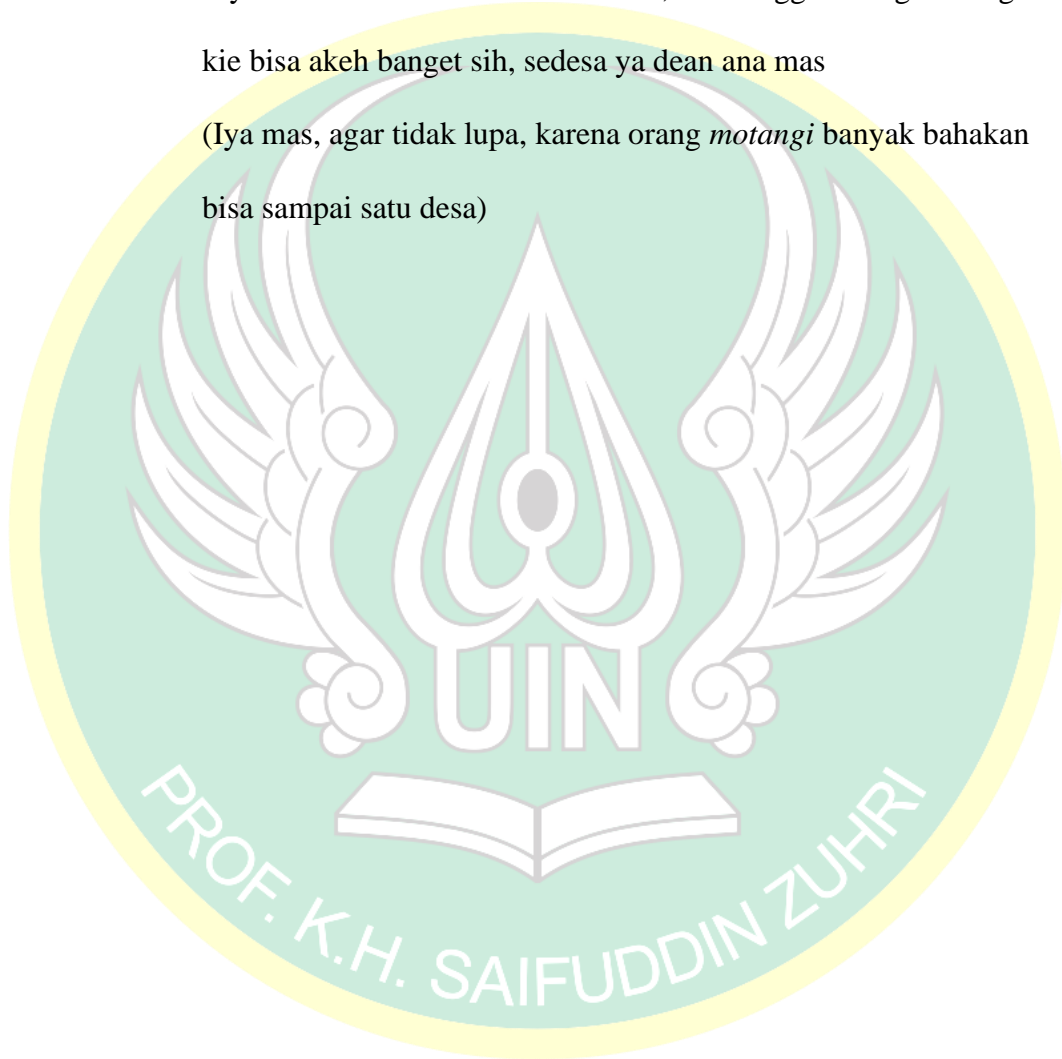 kie bisa akeh banget sih, sedesa ya dean ana mas
(Iya mas, agar tidak lupa, karena orang motangi banyak bahakan
bisa sampai satu desa)
UIN
PROF. K.H. SAIFUDDIN ZUHRI